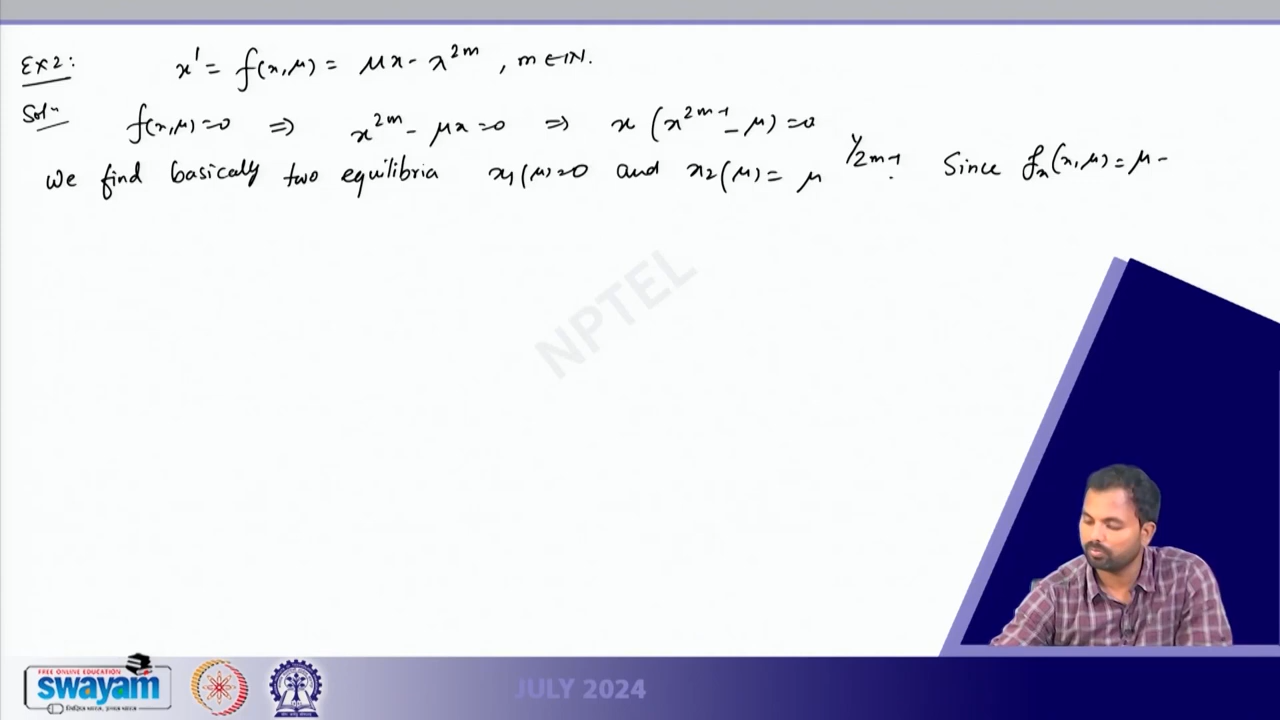 Ex2: x' = f(x,μ) = μx - x^{2m}, m ∈ ℕ.
Solⁿ f(x,μ)=0 ⇒ x^{2m} - μx = 0 ⇒ x (x^{2m-1} - μ) = 0
We find basically two equilibria x₁(μ)=0 and x₂(μ) = μ^{1/2m-1}. Since fₓ(x,μ) = μ -
NPTEL
FREE ONLINE EDUCATION
swayam
JULY 2024